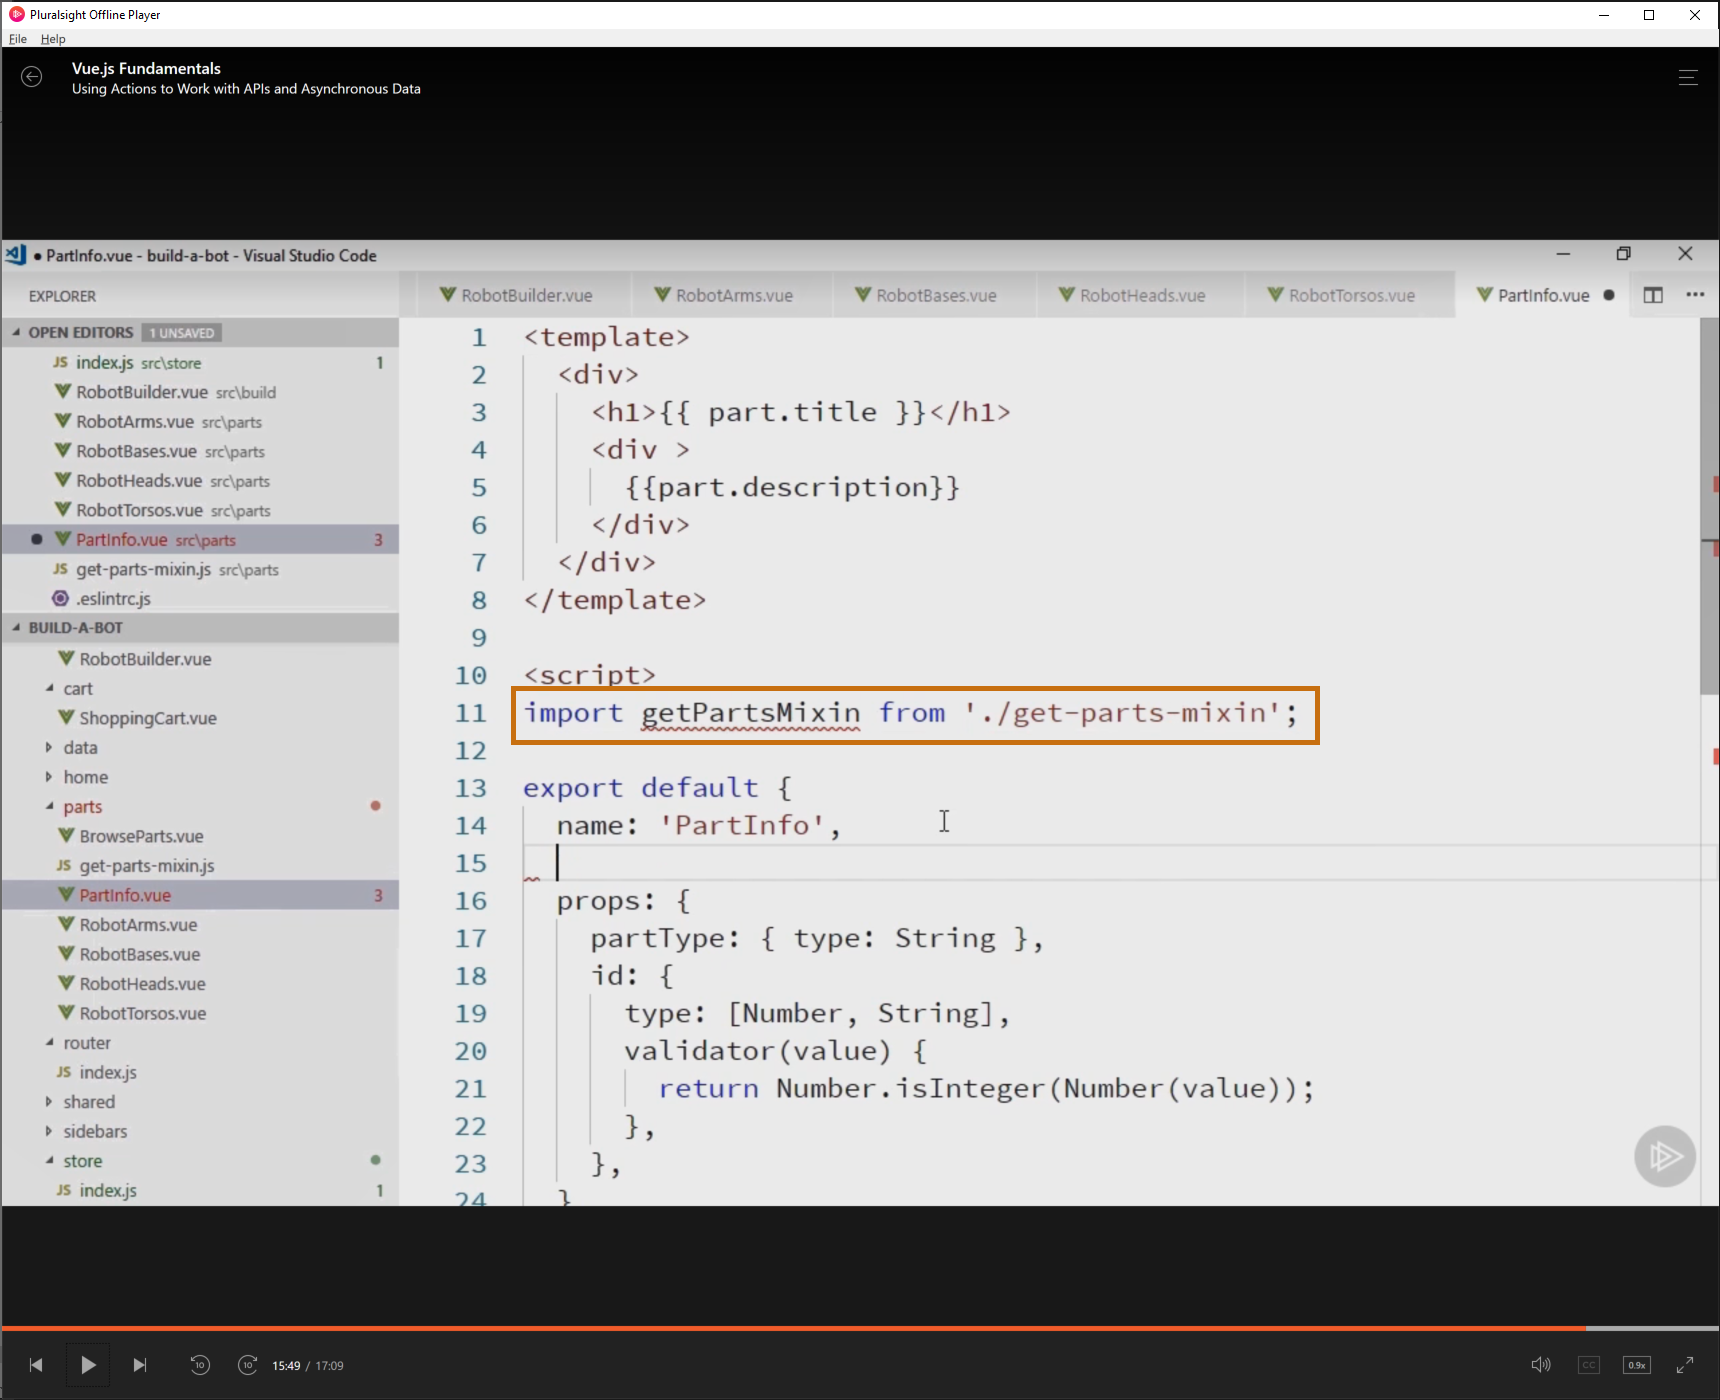 Pluralsight Offline Player
File Help
Vue.js Fundamentals
Using Actions to Work with APIs and Asynchronous Data
● PartInfo.vue - build-a-bot - Visual Studio Code
EXPLORER
OPEN EDITORS 1 UNSAVED
JS index.js src\store 1
RobotBuilder.vue src\build
RobotArms.vue src\parts
RobotBases.vue src\parts
RobotHeads.vue src\parts
RobotTorsos.vue src\parts
● PartInfo.vue src\parts 3
JS get-parts-mixin.js src\parts
.eslintrc.js
BUILD-A-BOT
RobotBuilder.vue
cart
ShoppingCart.vue
data
home
parts
BrowseParts.vue
JS get-parts-mixin.js
PartInfo.vue 3
RobotArms.vue
RobotBases.vue
RobotHeads.vue
RobotTorsos.vue
router
JS index.js
shared
sidebars
store
JS index.js 1
RobotBuilder.vue RobotArms.vue RobotBases.vue RobotHeads.vue RobotTorsos.vue PartInfo.vue ●
1 <template>
2 <div>
3 <h1>{{ part.title }}</h1>
4 <div >
5 {{part.description}}
6 </div>
7 </div>
8 </template>
9
10 <script>
11 import getPartsMixin from './get-parts-mixin';
12
13 export default {
14 name: 'PartInfo',
15
16 props: {
17 partType: { type: String },
18 id: {
19 type: [Number, String],
20 validator(value) {
21 return Number.isInteger(Number(value));
22 },
23 },
24 }
10 10 15:49 / 17:09 CC 0.9x